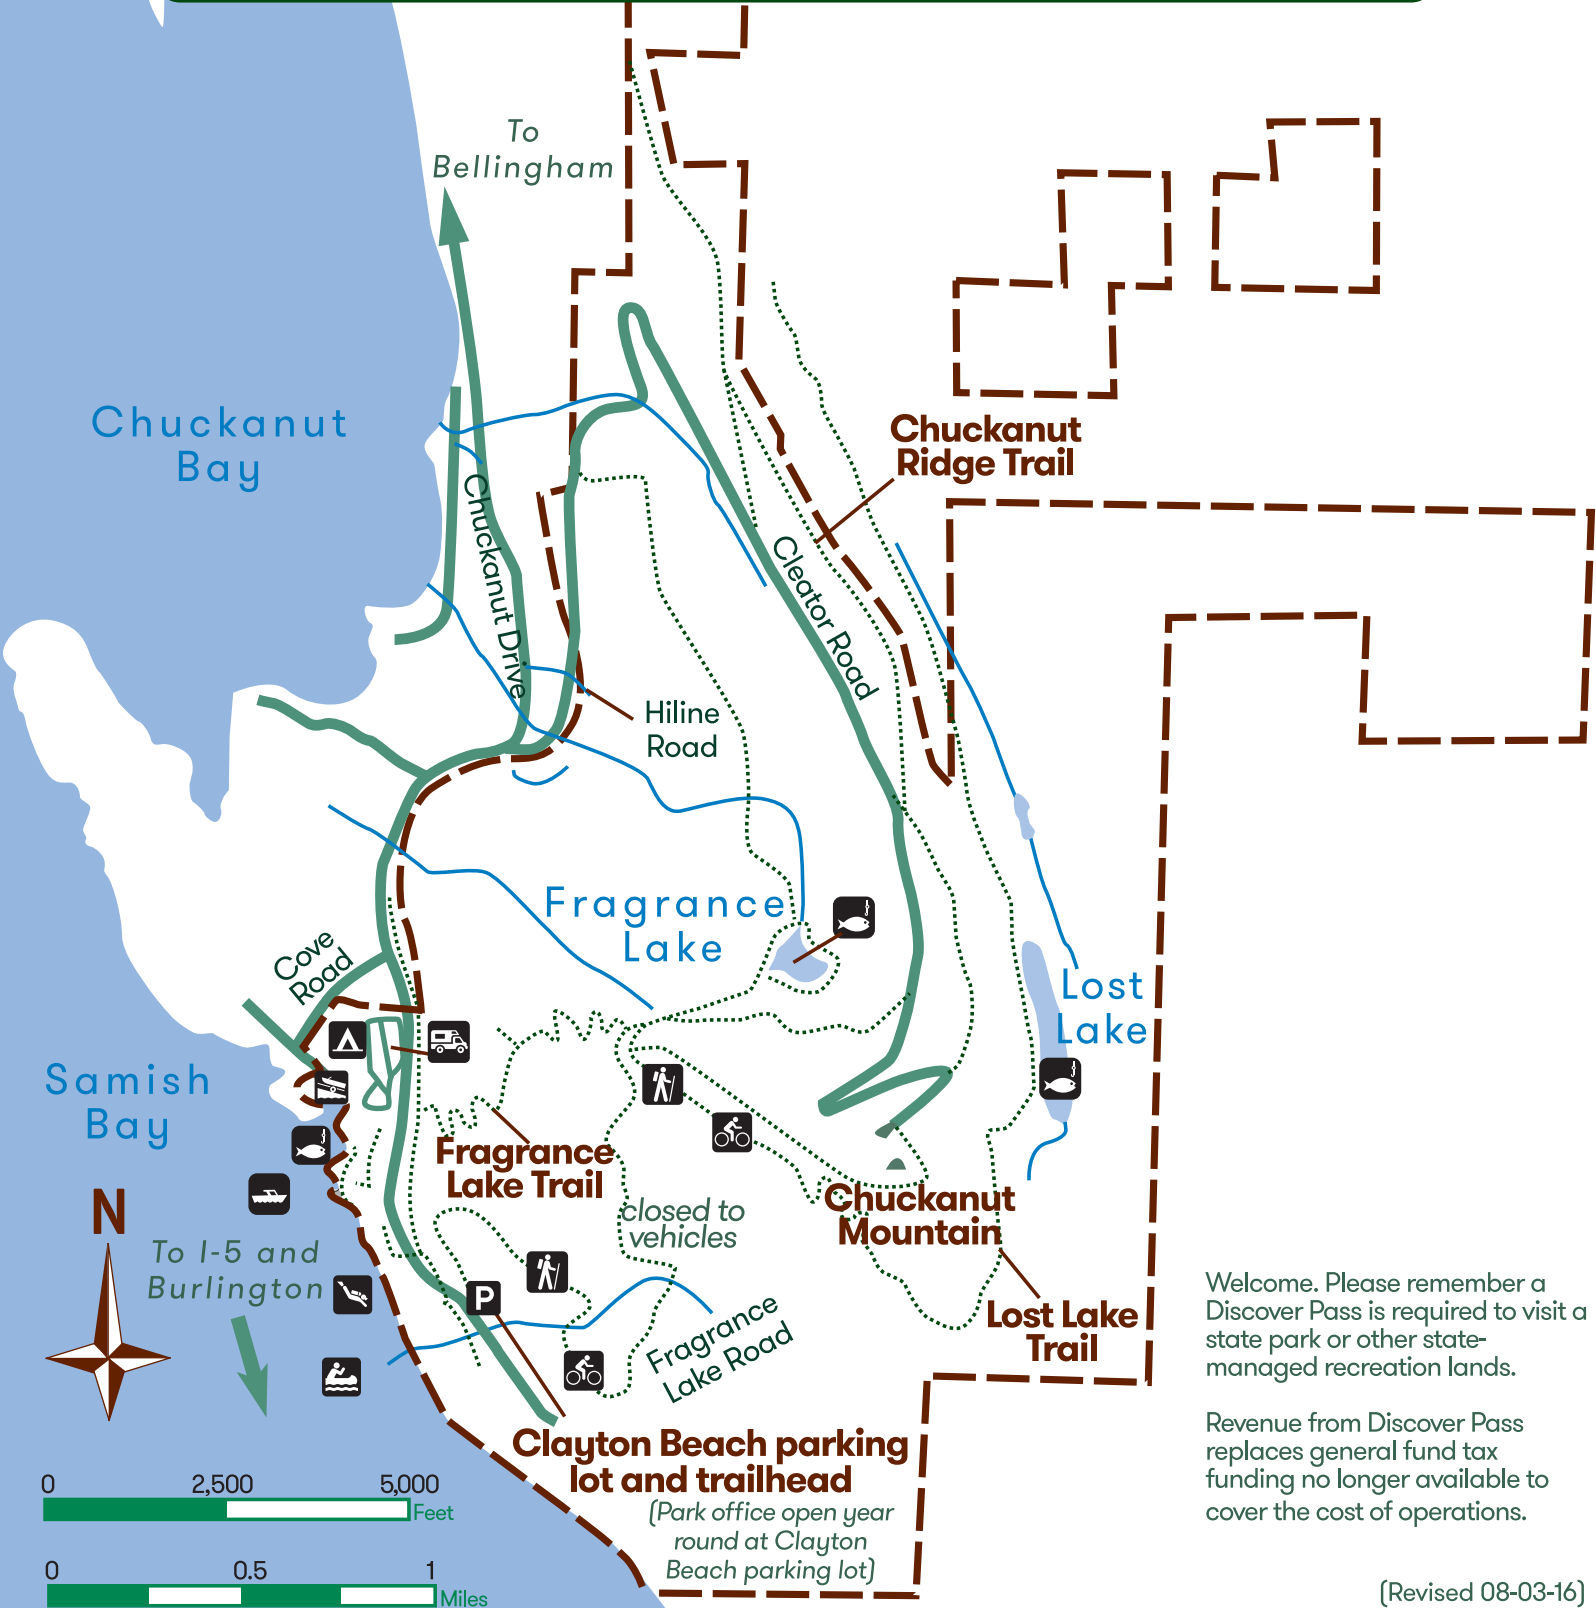 To
Bellingham
Chuckanut
Bay
Chuckanut
Ridge Trail
Chuckanut Drive
Cleator Road
Hiline
Road
Fragrance
Lake
Cove
Road
Lost
Lake
Samish
Bay
Fragrance
Lake Trail
closed to
vehicles
Chuckanut
Mountain
N
To I-5 and
Burlington
P
Fragrance
Lake Road
Lost Lake
Trail
Welcome. Please remember a
Discover Pass is required to visit a
state park or other state-
managed recreation lands.
Revenue from Discover Pass
replaces general fund tax
funding no longer available to
cover the cost of operations.
Clayton Beach parking
lot and trailhead
(Park office open year
round at Clayton
Beach parking lot)
0 2,500 5,000
Feet
0 0.5 1
Miles
(Revised 08-03-16)